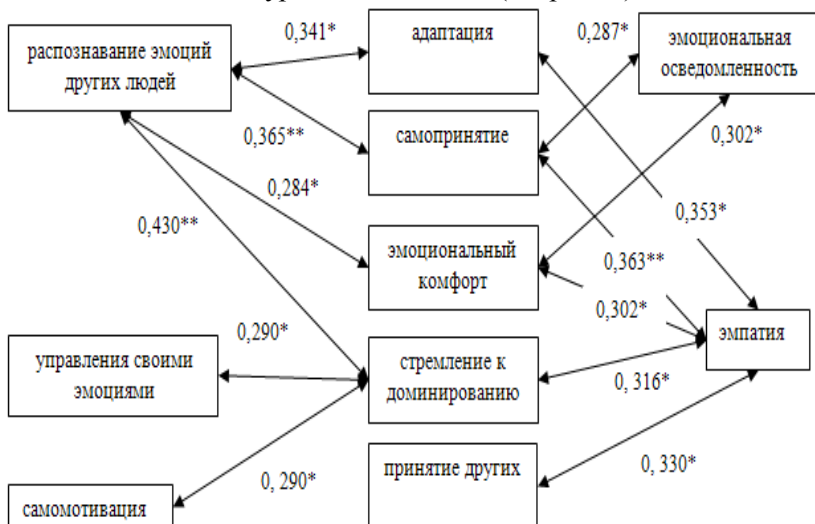 0,341*
адаптация
0,287*
эмоциональная
осведомленность
распознавание эмоций
других людей
0,365**
самопринятие
0,302*
0,284*
0,430**
0,353*
эмоциональный
комфорт
0,363**
0,302*
0,290*
эмпатия
управления своими
эмоциями
стремление к
доминированию
0, 316*
0, 290*
принятие других
0, 330*
самомотивация